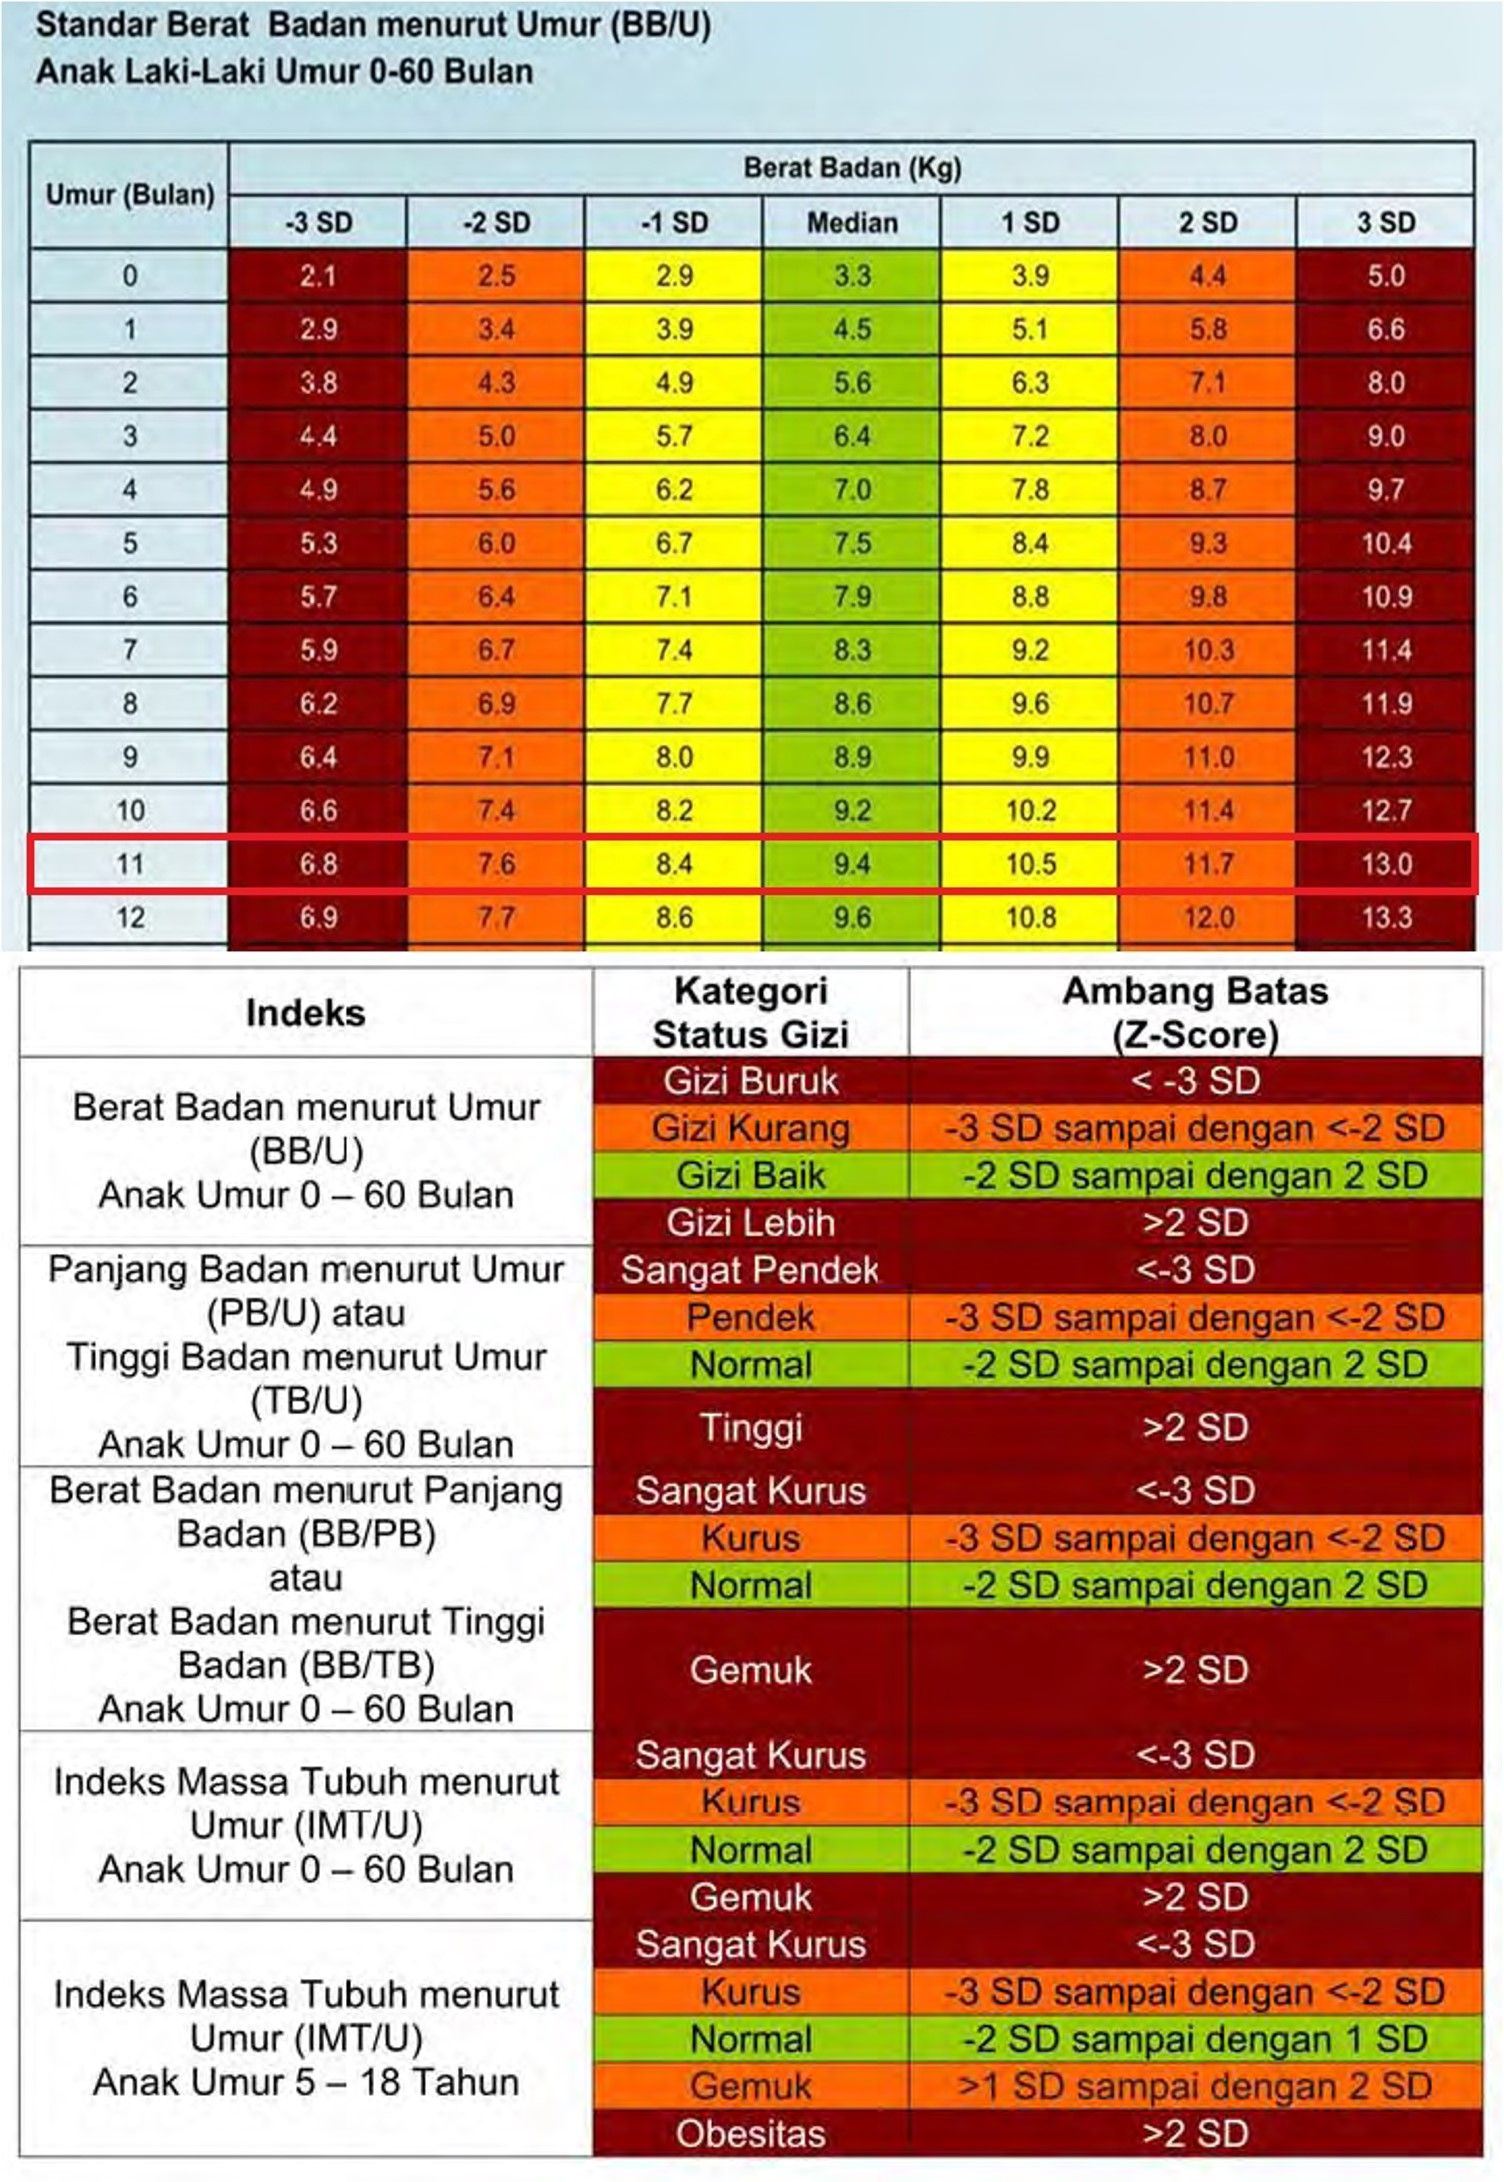 Standar Berat Badan menurut Umur (BB/U)
Anak Laki-Laki Umur 0-60 Bulan
Umur (Bulan) Berat Badan (Kg)
-3 SD -2 SD -1 SD Median 1 SD 2 SD 3 SD
0 2.1 2.5 2.9 3.3 3.9 4.4 5.0
1 2.9 3.4 3.9 4.5 5.1 5.8 6.6
2 3.8 4.3 4.9 5.6 6.3 7.1 8.0
3 4.4 5.0 5.7 6.4 7.2 8.0 9.0
4 4.9 5.6 6.2 7.0 7.8 8.7 9.7
5 5.3 6.0 6.7 7.5 8.4 9.3 10.4
6 5.7 6.4 7.1 7.9 8.8 9.8 10.9
7 5.9 6.7 7.4 8.3 9.2 10.3 11.4
8 6.2 6.9 7.7 8.6 9.6 10.7 11.9
9 6.4 7.1 8.0 8.9 9.9 11.0 12.3
10 6.6 7.4 8.2 9.2 10.2 11.4 12.7
11 6.8 7.6 8.4 9.4 10.5 11.7 13.0
12 6.9 7.7 8.6 9.6 10.8 12.0 13.3
Indeks
Kategori
Status Gizi
Ambang Batas
(Z-Score)
Berat Badan menurut Umur
(BB/U)
Anak Umur 0 – 60 Bulan
Gizi Buruk < -3 SD
Gizi Kurang -3 SD sampai dengan <-2 SD
Gizi Baik -2 SD sampai dengan 2 SD
Gizi Lebih >2 SD
Panjang Badan menurut Umur
(PB/U) atau
Tinggi Badan menurut Umur
(TB/U)
Anak Umur 0 – 60 Bulan
Sangat Pendek <-3 SD
Pendek -3 SD sampai dengan <-2 SD
Normal -2 SD sampai dengan 2 SD
Tinggi >2 SD
Berat Badan menurut Panjang
Badan (BB/PB)
atau
Berat Badan menurut Tinggi
Badan (BB/TB)
Anak Umur 0 – 60 Bulan
Sangat Kurus <-3 SD
Kurus -3 SD sampai dengan <-2 SD
Normal -2 SD sampai dengan 2 SD
Gemuk >2 SD
Indeks Massa Tubuh menurut
Umur (IMT/U)
Anak Umur 0 – 60 Bulan
Sangat Kurus <-3 SD
Kurus -3 SD sampai dengan <-2 SD
Normal -2 SD sampai dengan 2 SD
Gemuk >2 SD
Indeks Massa Tubuh menurut
Umur (IMT/U)
Anak Umur 5 – 18 Tahun
Sangat Kurus <-3 SD
Kurus -3 SD sampai dengan <-2 SD
Normal -2 SD sampai dengan 1 SD
Gemuk >1 SD sampai dengan 2 SD
Obesitas >2 SD